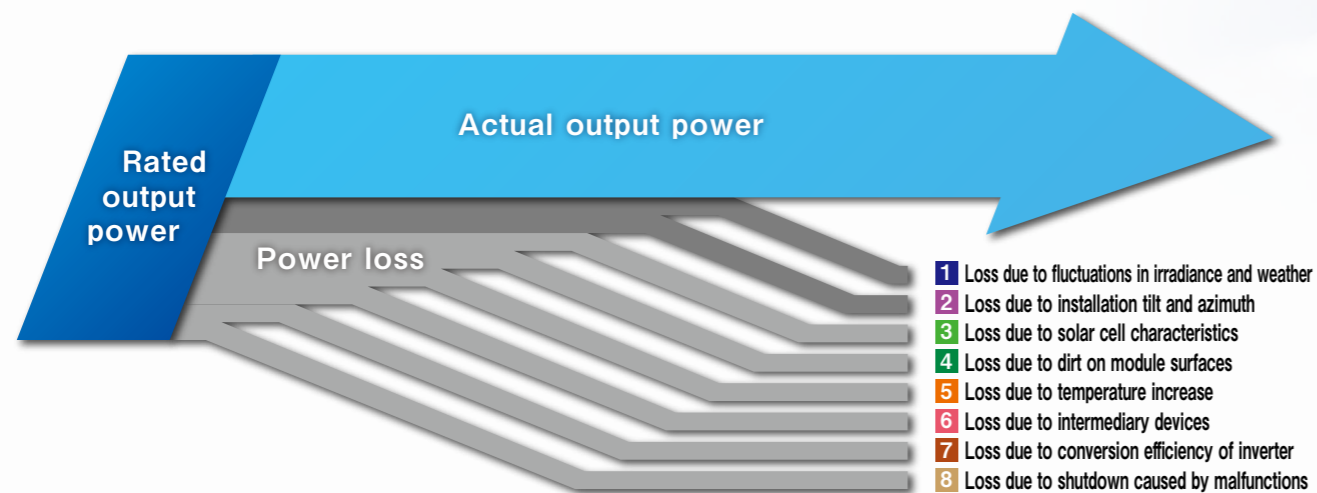 Actual output power
Rated
output
power
Power loss
1 Loss due to fluctuations in irradiance and weather
2 Loss due to installation tilt and azimuth
3 Loss due to solar cell characteristics
4 Loss due to dirt on module surfaces
5 Loss due to temperature increase
6 Loss due to intermediary devices
7 Loss due to conversion efficiency of inverter
8 Loss due to shutdown caused by malfunctions